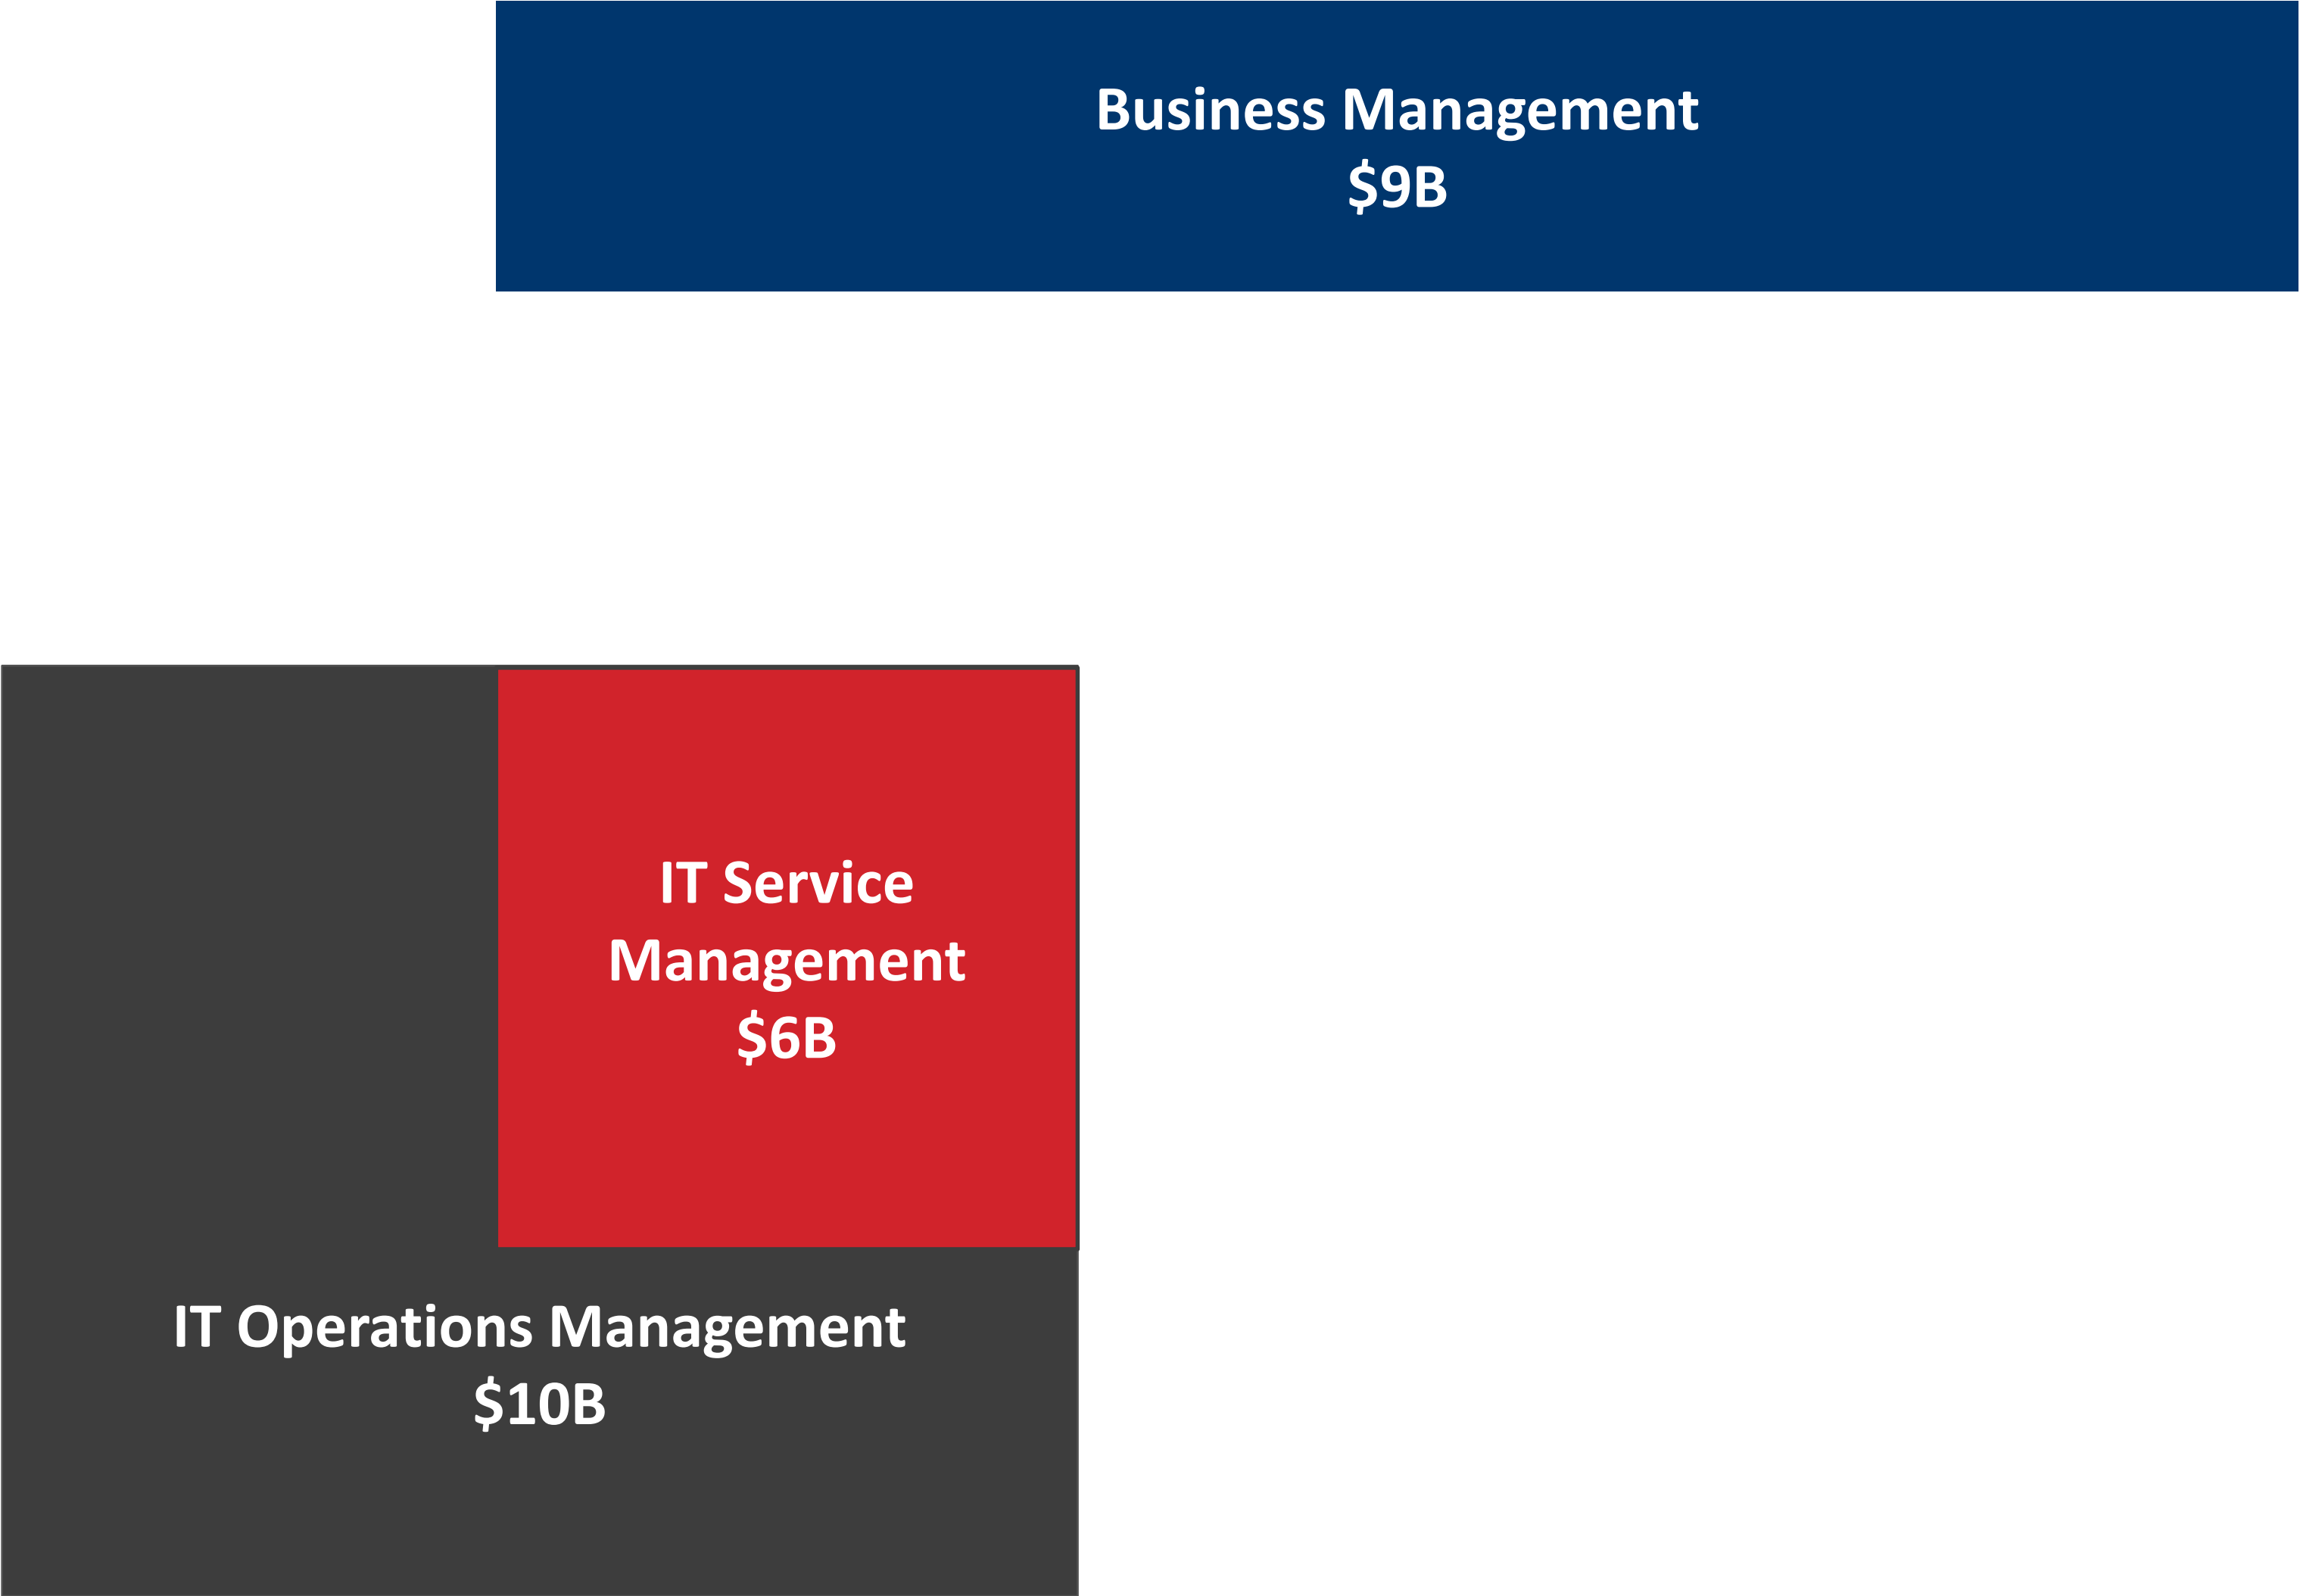 Business Management
$9B
IT Service
Management
$6B
IT Operations Management
$10B